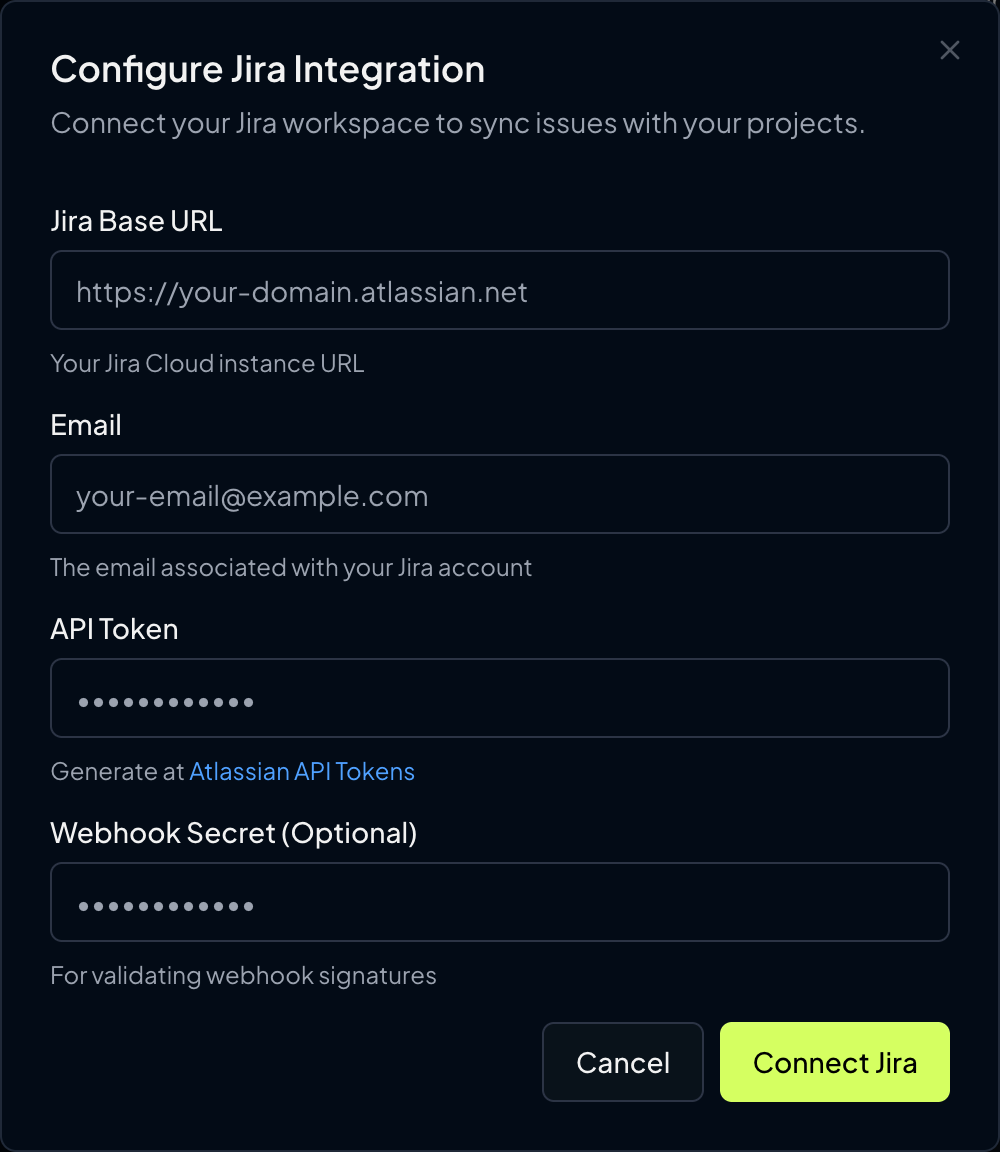 Configure Jira Integration
Connect your Jira workspace to sync issues with your projects.
Jira Base URL
https://your-domain.atlassian.net
Your Jira Cloud instance URL
Email
your-email@example.com
The email associated with your Jira account
API Token
••••••••••••
Generate at Atlassian API Tokens
Webhook Secret (Optional)
••••••••••••
For validating webhook signatures
Cancel
Connect Jira